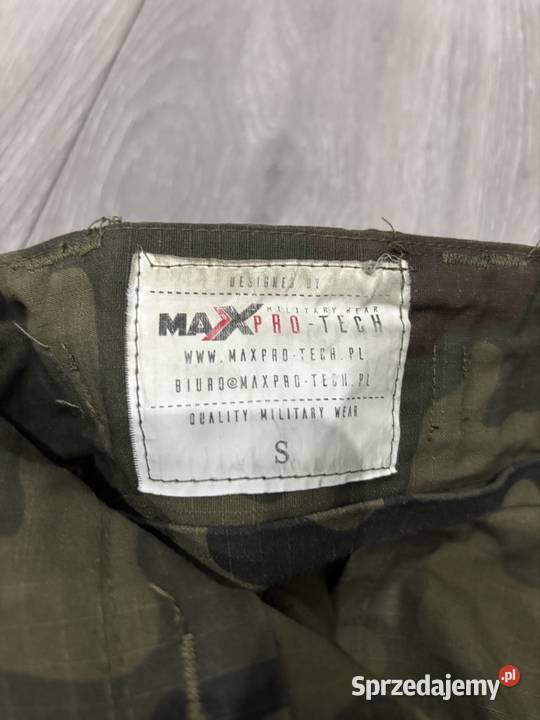 DESIGNED BY
MILITARY WEAR
MAXPRO-TECH
WWW.MAXPRO-TECH.PL
BIURO@MAXPRO-TECH.PL
QUALITY MILITARY WEAR
S
Sprzedajemy.pl